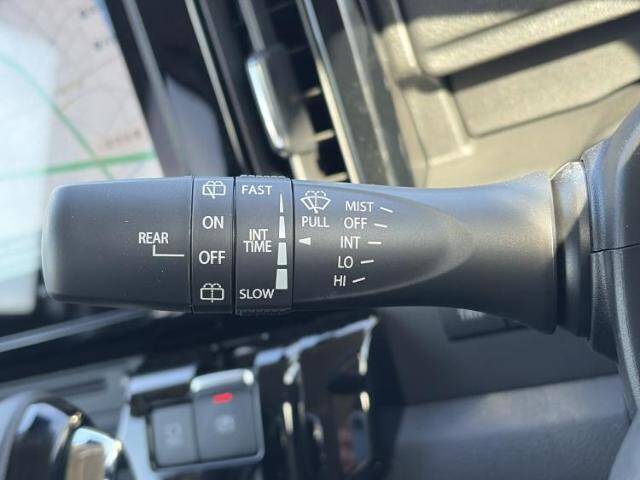 REAR
ON
OFF
FAST
INT
TIME
SLOW
PULL
MIST
OFF
INT
LO
HI